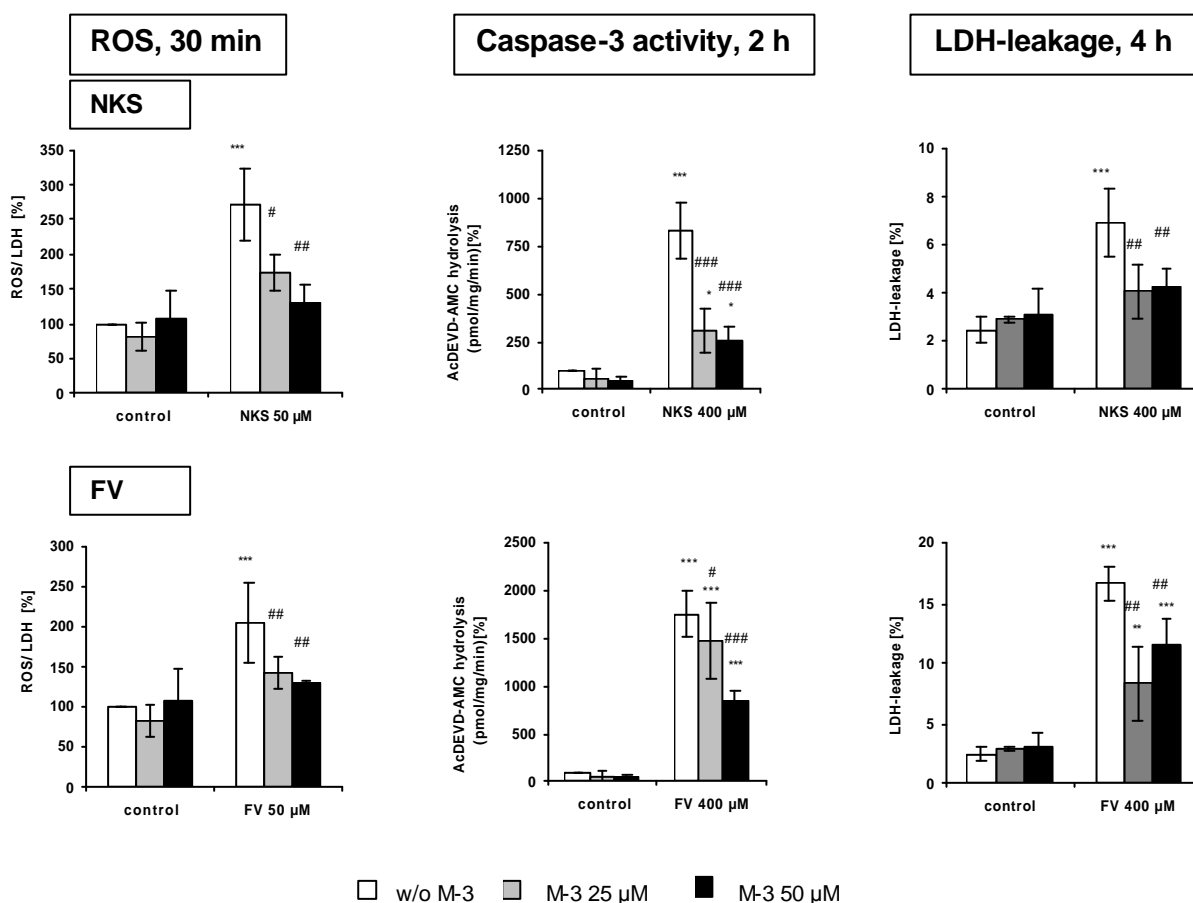 ROS, 30 min
Caspase-3 activity, 2 h
LDH-leakage, 4 h
NKS
ROS/ LDH [%]
350
300
250
200
150
100
50
0
***
#
##
control
NKS 50 µM
AcDEVD-AMC hydrolysis
(pmol/mg/min)[%]
1250
1000
750
500
250
0
***
###
*
###
*
control
NKS 400 µM
LDH-leakage [%]
10
8
6
4
2
0
***
##
##
control
NKS 400 µM
FV
ROS/ LDH [%]
300
250
200
150
100
50
0
***
##
##
control
FV 50 µM
AcDEVD-AMC hydrolysis
(pmol/mg/min)[%]
2500
2000
1500
1000
500
0
***
#
***
###
***
control
FV 400 µM
LDH-leakage [%]
20
15
10
5
0
***
##
**
##
***
control
FV 400 µM
w/o M-3
M-3 25 µM
M-3 50 µM